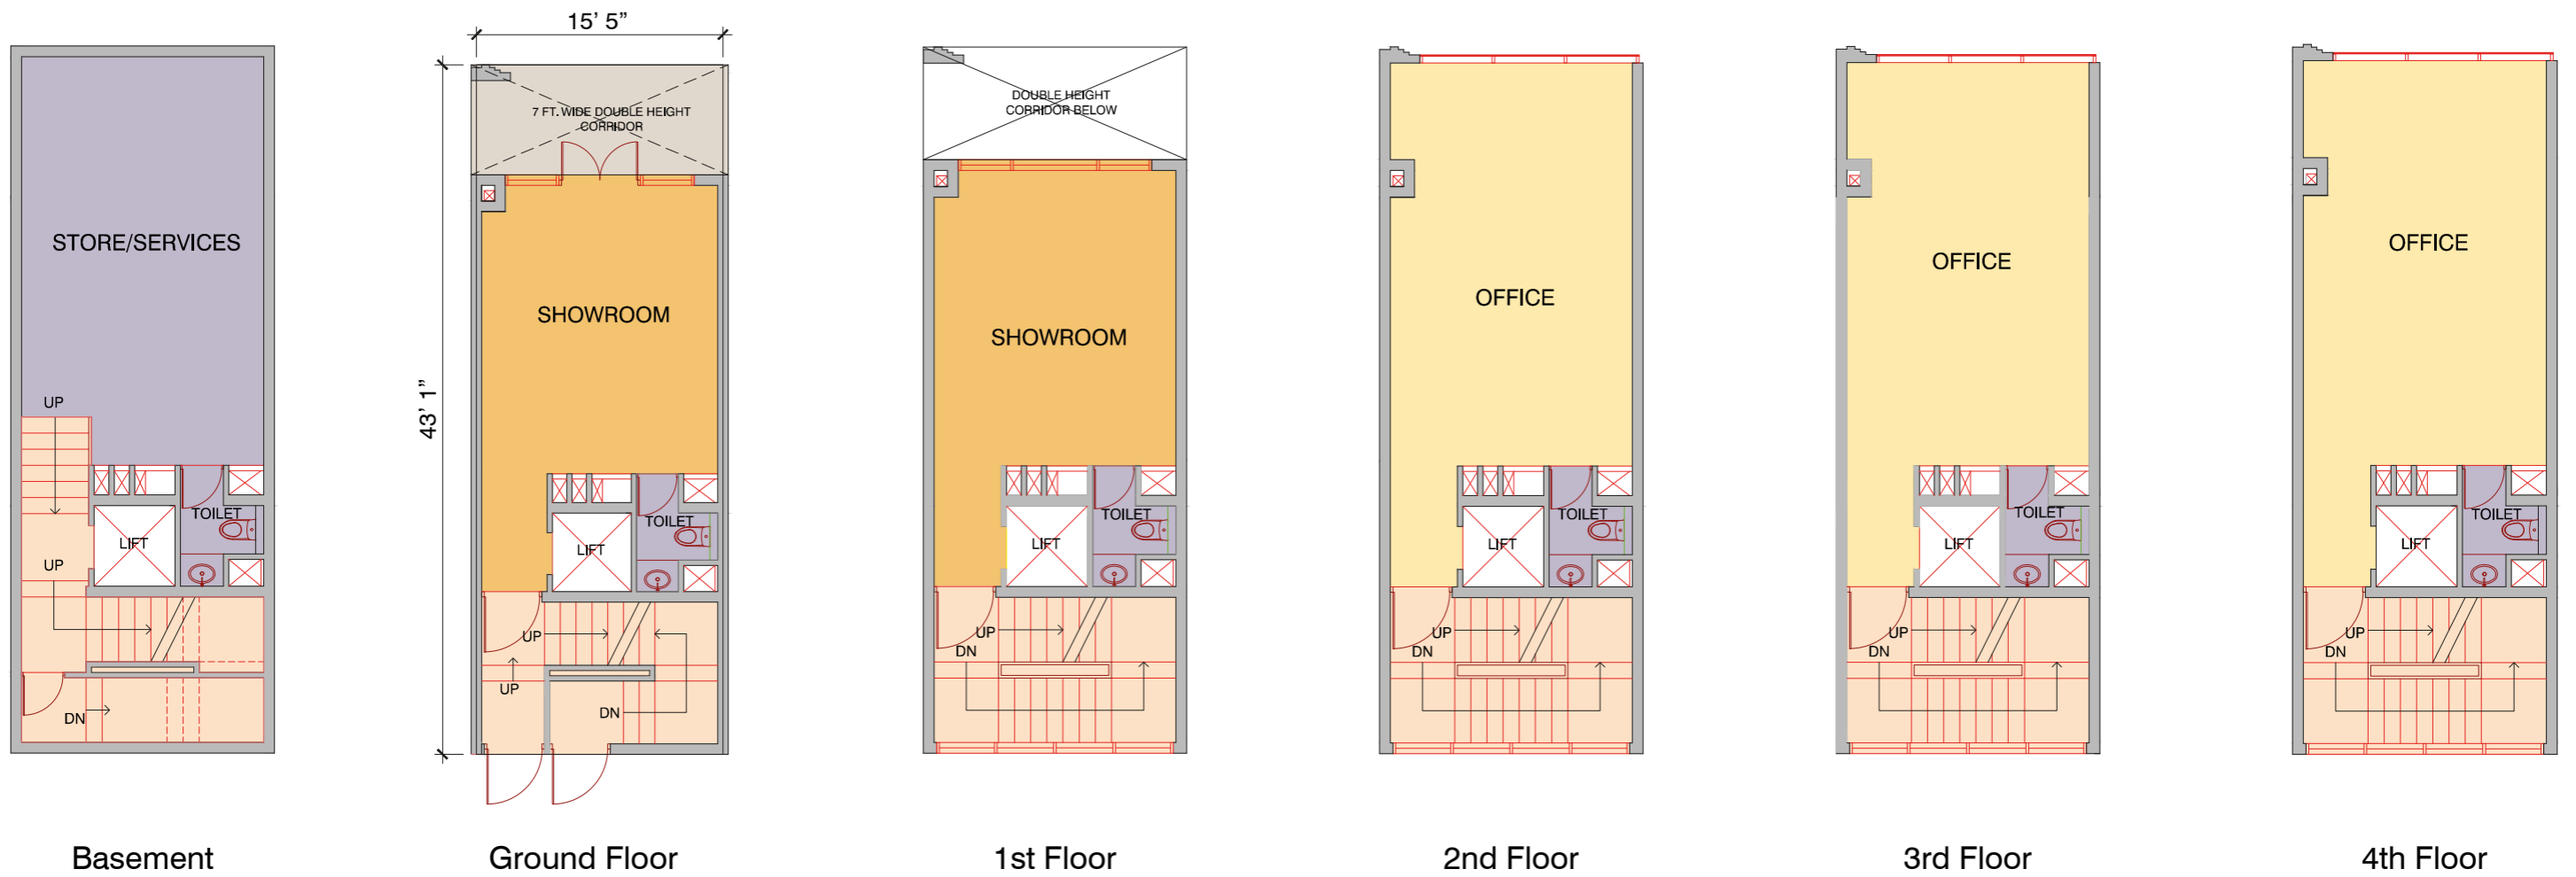 15' 5”
43' 1”
STORE/SERVICES
UP
UP
LIFT
TOILET
DN
Basement
7 FT. WIDE DOUBLE HEIGHT
CORRIDOR
SHOWROOM
LIFT
TOILET
UP
UP
DN
Ground Floor
DOUBLE HEIGHT
CORRIDOR BELOW
SHOWROOM
LIFT
TOILET
UP
DN
1st Floor
OFFICE
LIFT
TOILET
UP
DN
2nd Floor
OFFICE
LIFT
TOILET
UP
DN
3rd Floor
OFFICE
LIFT
TOILET
UP
DN
4th Floor